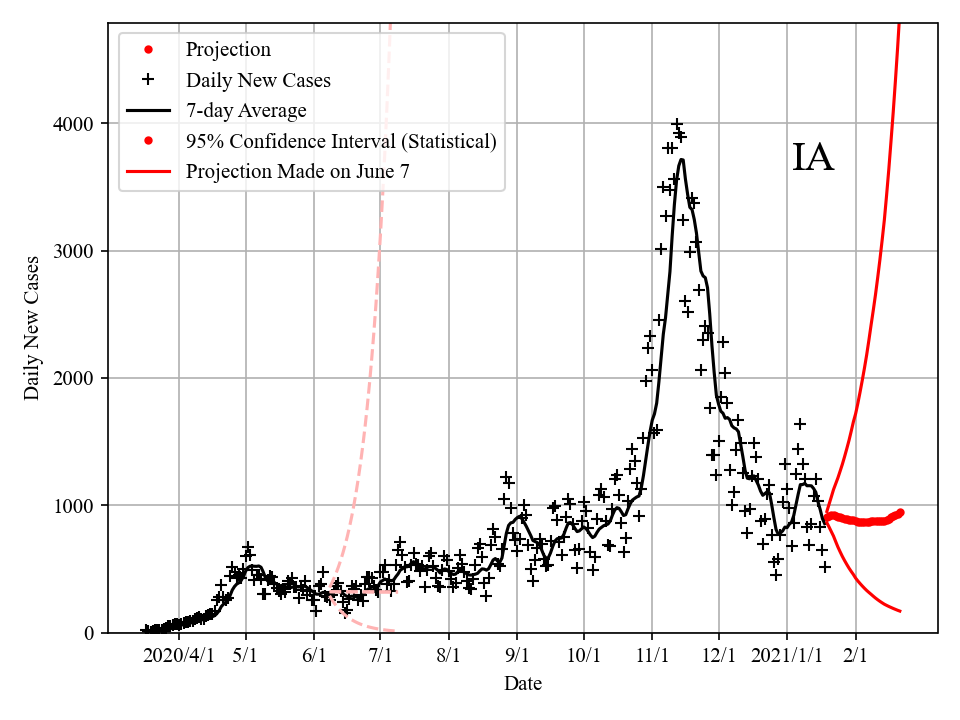 Projection
Daily New Cases
7-day Average
95% Confidence Interval (Statistical)
Projection Made on June 7
IA
Daily New Cases
4000
3000
2000
1000
0
2020/4/1 5/1 6/1 7/1 8/1 9/1 10/1 11/1 12/1 2021/1/1 2/1
Date